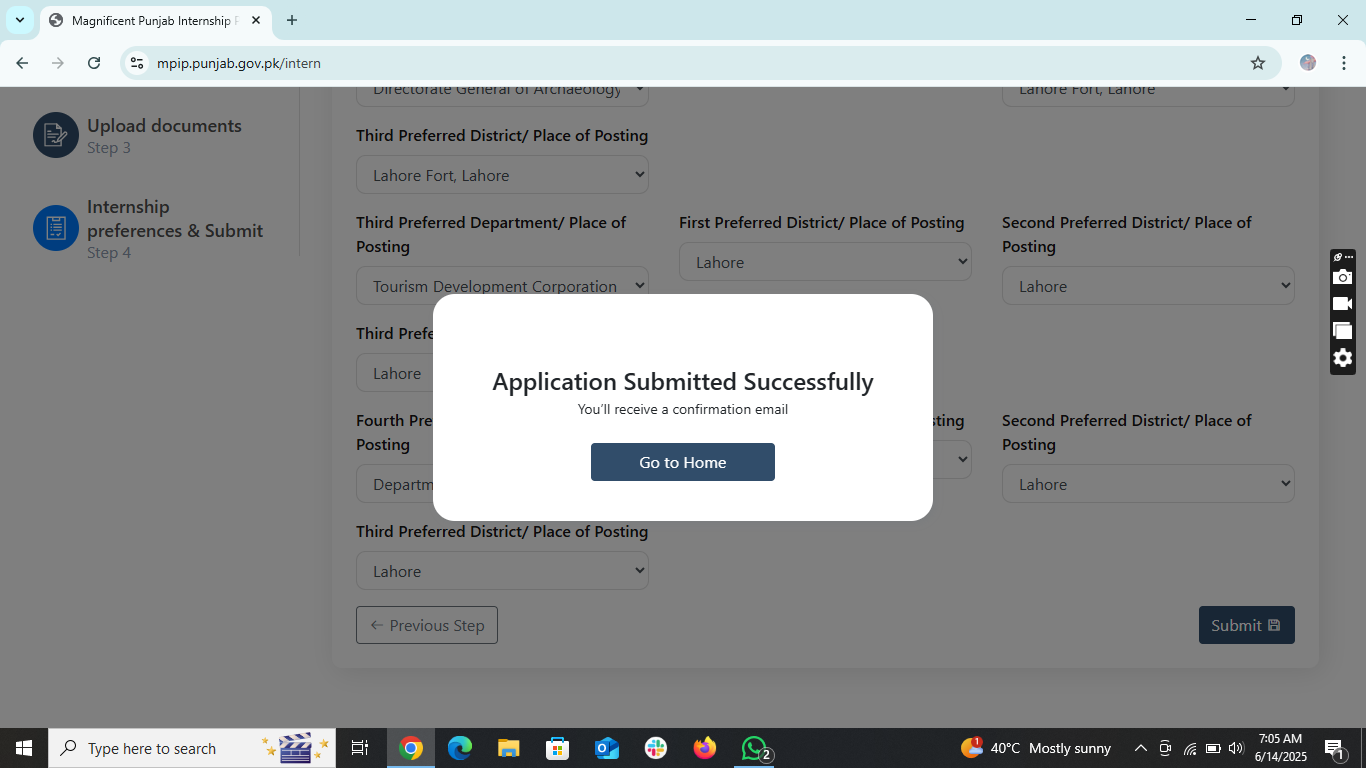 Magnificent Punjab Internship P
mpip.punjab.gov.pk/intern
Upload documents
Step 3
Internship
preferences & Submit
Step 4
Directorate General of Archaeology
Lahore Fort, Lahore
Third Preferred District/ Place of Posting
Lahore Fort, Lahore
Third Preferred Department/ Place of
Posting
Tourism Development Corporation
First Preferred District/ Place of Posting
Lahore
Second Preferred District/ Place of
Posting
Lahore
Third Prefe
Lahore
Application Submitted Successfully
You'll receive a confirmation email
Go to Home
Fourth Pre
Posting
Departm
sting
Second Preferred District/ Place of
Posting
Lahore
Third Preferred District/ Place of Posting
Lahore
← Previous Step
Submit
Type here to search
2
1
40°C Mostly sunny
7:05 AM
6/14/2025
1